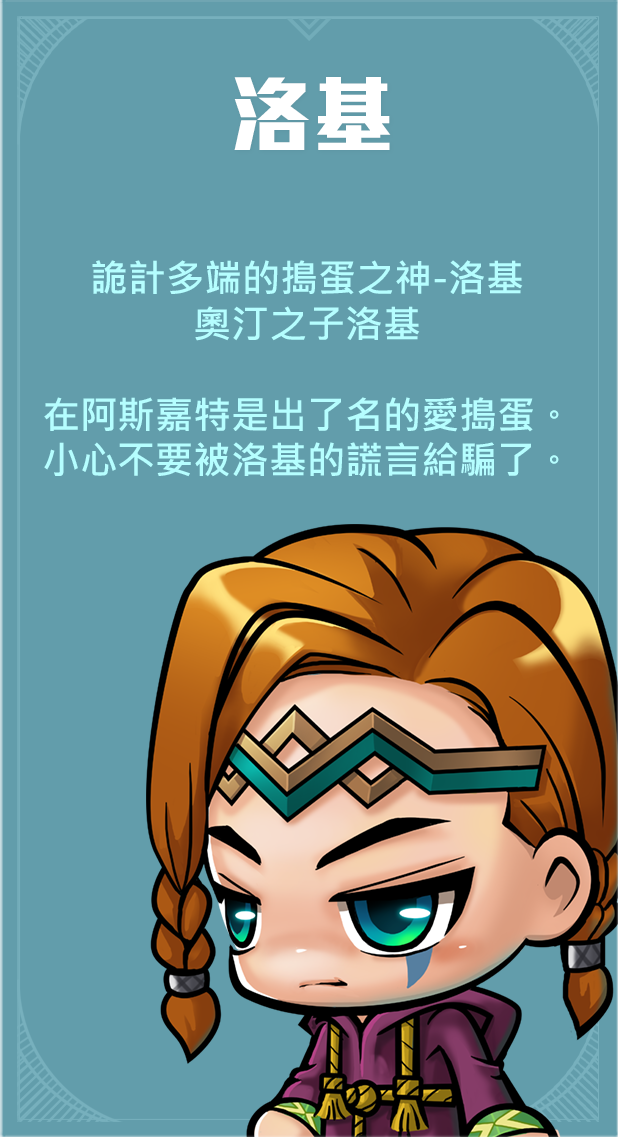 洛基
詭計多端的搗蛋之神-洛基
奧汀之子洛基
在阿斯嘉特是出了名的愛搗蛋。
小心不要被洛基的謊言給騙了。